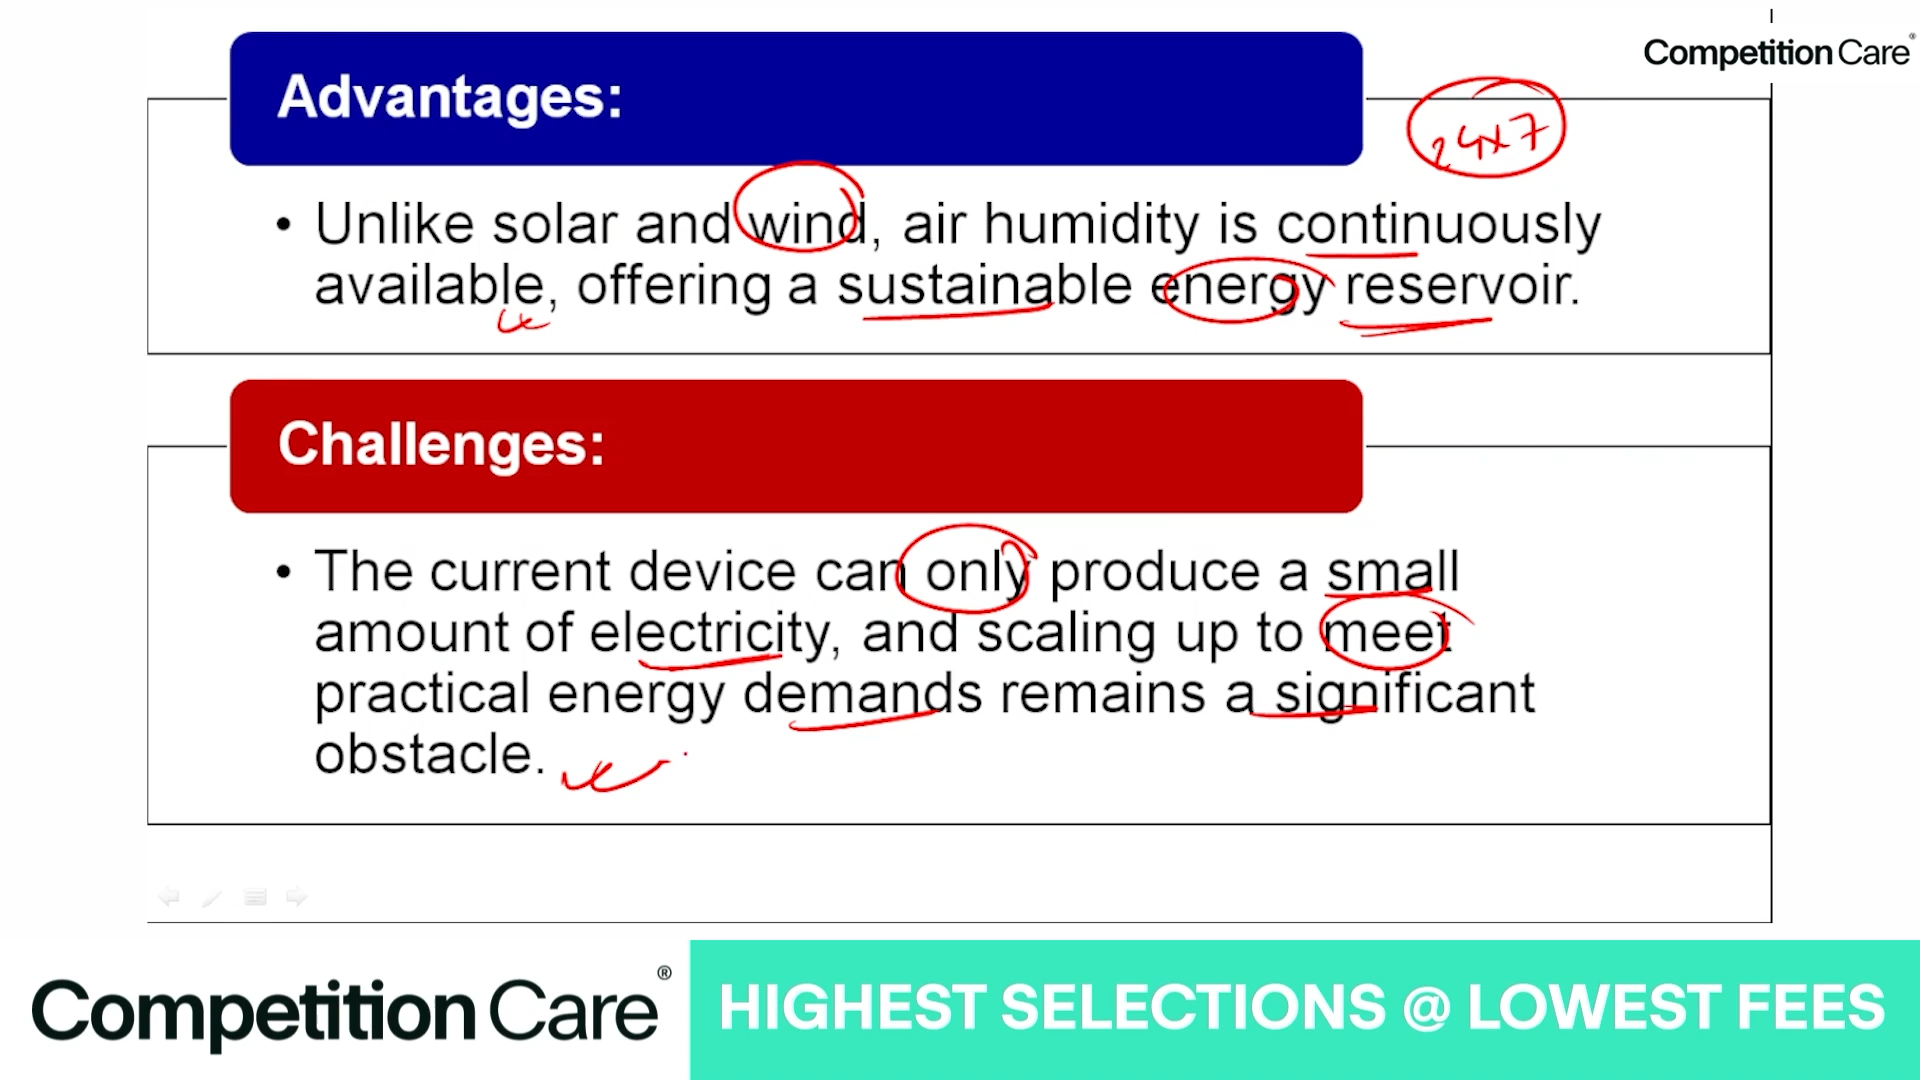 Competition Care®
Advantages:
24x7
• Unlike solar and wind, air humidity is continuously
available, offering a sustainable energy reservoir.
Challenges:
• The current device can only produce a small
amount of electricity, and scaling up to meet
practical energy demands remains a significant
obstacle.
Competition Care®
HIGHEST SELECTIONS @ LOWEST FEES